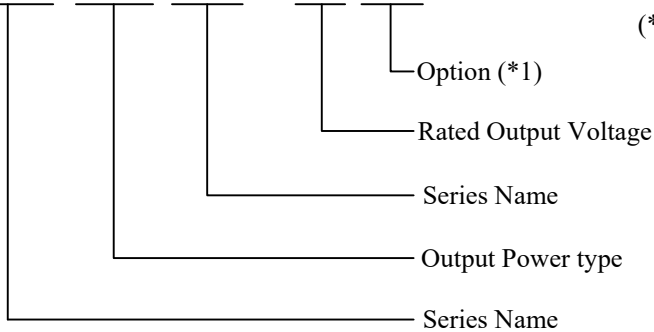 (*
Option (*1)
Rated Output Voltage
Series Name
Output Power type
Series Name